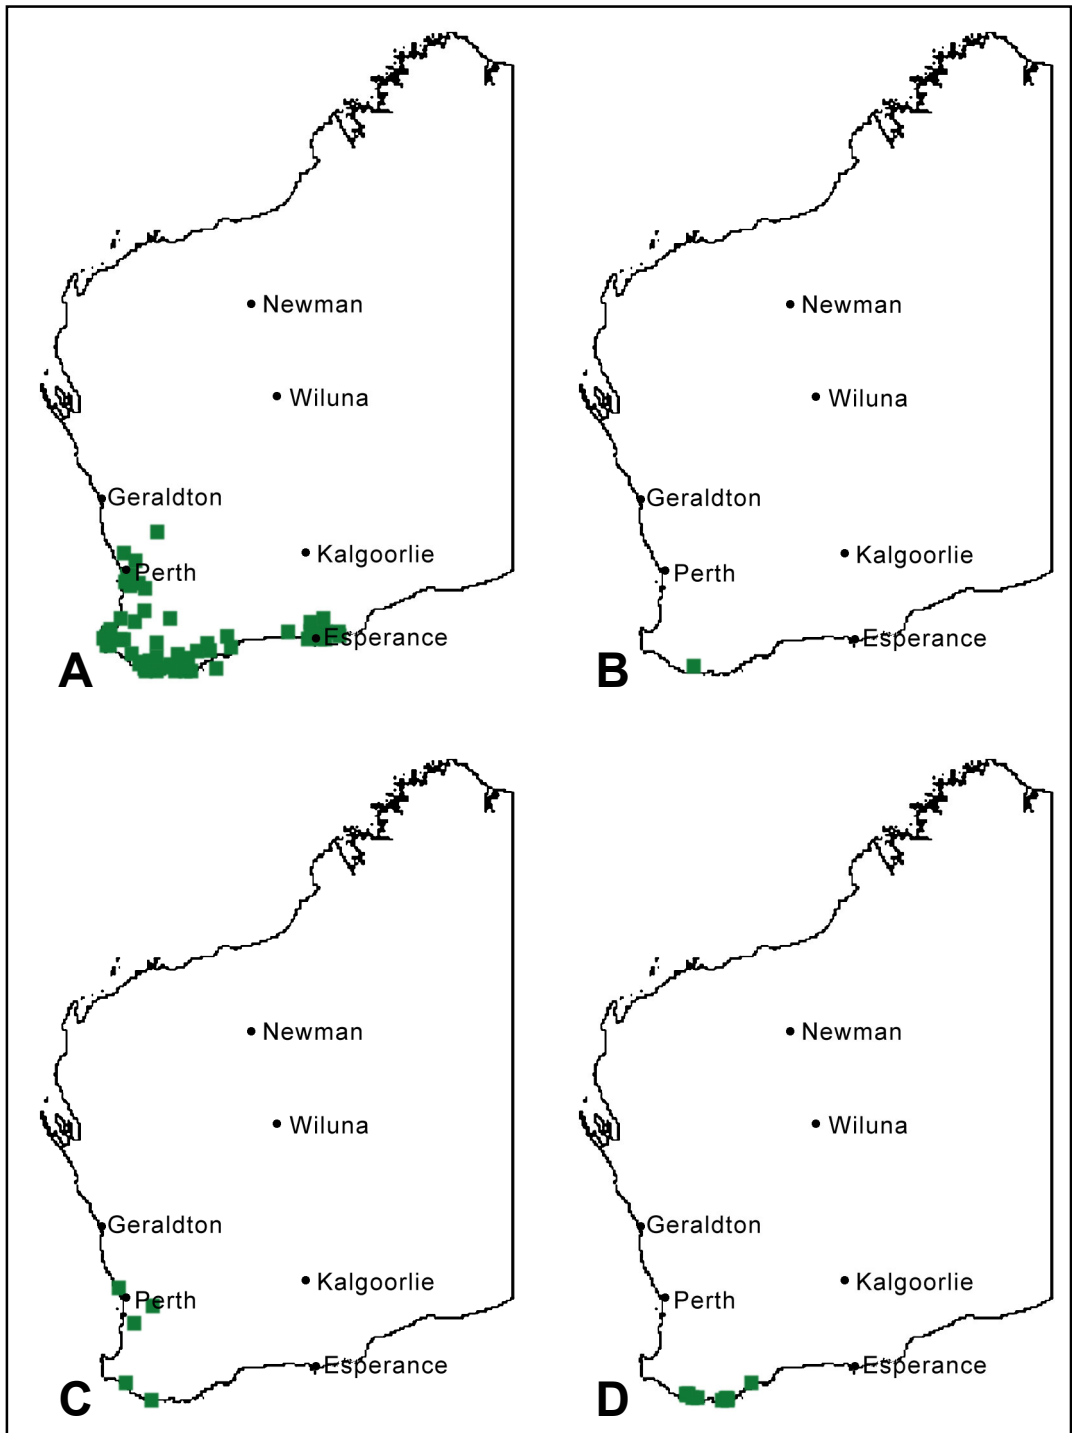 Newman
Wiluna
Geraldton
Kalgoorlie
Perth
Esperance
A
Newman
Wiluna
Geraldton
Kalgoorlie
Perth
Esperance
B
Newman
Wiluna
Geraldton
Kalgoorlie
Perth
Esperance
C
Newman
Wiluna
Geraldton
Kalgoorlie
Perth
Esperance
D